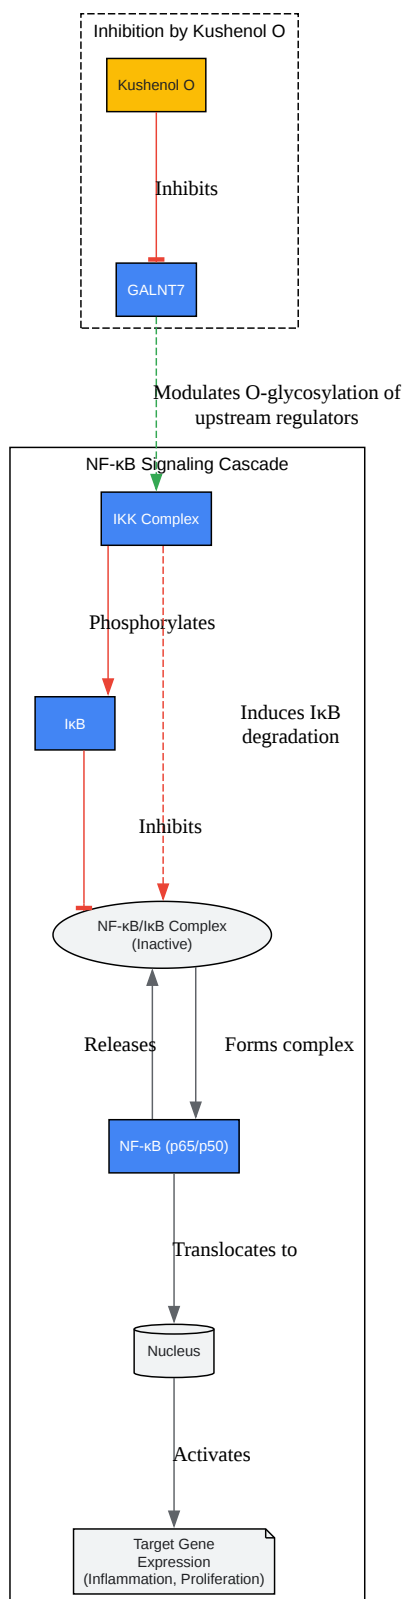 Inhibition by Kushenol O
Kushenol O
Inhibits
GALNT7
Modulates O-glycosylation of
upstream regulators
NF-κB Signaling Cascade
IKK Complex
Phosphorylates
IκB
Induces IκB
degradation
Inhibits
NF-κB/IκB Complex
(Inactive)
Releases
Forms complex
NF-κB (p65/p50)
Translocates to
Nucleus
Activates
Target Gene
Expression
(Inflammation, Proliferation)